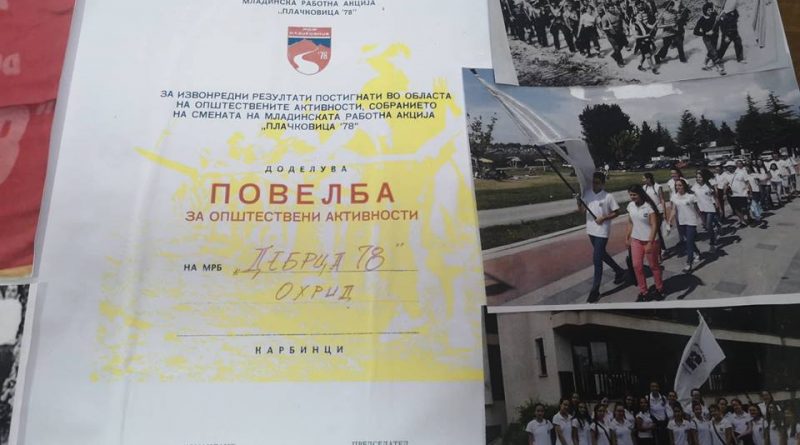 МЛАДИНСКА РАБОТНА АКЦИЈА
„ПЛАЧКОВИЦА '78"
'78
ЗА ИЗВОНРЕДНИ РЕЗУЛТАТИ ПОСТИГНАТИ ВО ОБЛАСТА
НА ОПШТЕСТВЕНИТЕ АКТИВНОСТИ, СОБРАНИЕТО
НА СМЕНАТА НА МЛАДИНСКАТА РАБОТНА АКЦИЈА
„ПЛАЧКОВИЦА '78"
ДОДЕЛУВА
ПОВЕЛБА
ЗА ОПШТЕСТВЕНИ АКТИВНОСТИ
НА МРБ „ДЕБРЦА 78"
ОХРИД
КАРБИНЦИ
ПРЕТСЕДАТЕЛ